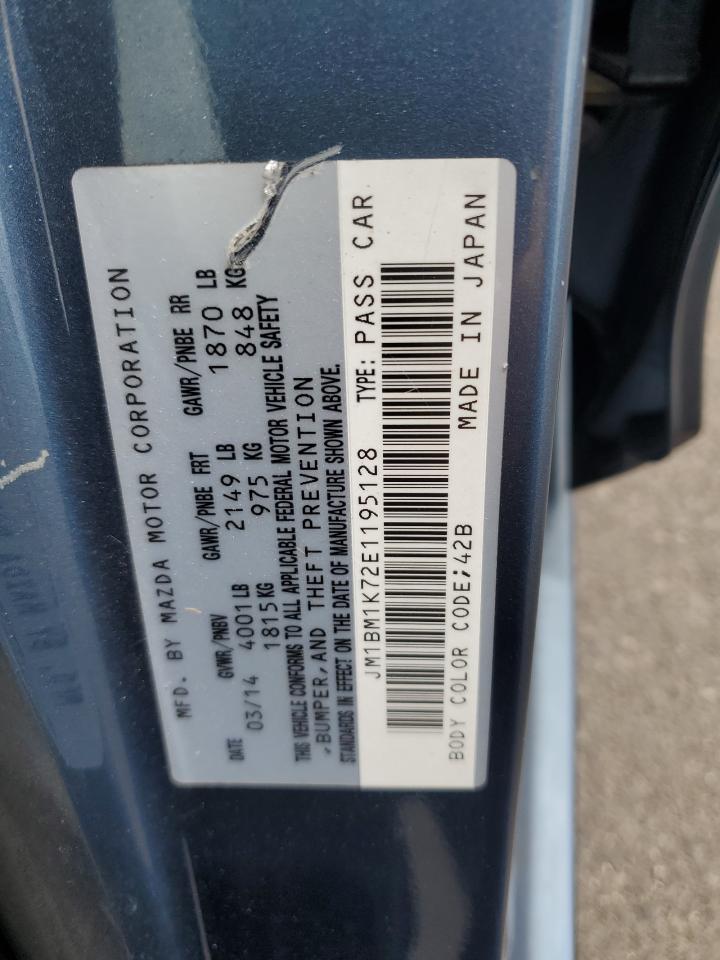 MFD. BY MAZDA MOTOR CORPORATION
DATE GVWR/PNBV GAWR/PNBE FRT GAWR/PNBE RR
03/14 4001 LB 2149 LB 1870 LB
1815 KG 975 KG 848 KG
THIS VEHICLE CONFORMS TO ALL APPLICABLE FEDERAL MOTOR VEHICLE SAFETY
,BUMPER, AND THEFT PREVENTION
STANDARDS IN EFFECT ON THE DATE OF MANUFACTURE SHOWN ABOVE.
JM1BM1K72E1195128 TYPE: PASS CAR
BODY COLOR CODE; 42B MADE IN JAPAN